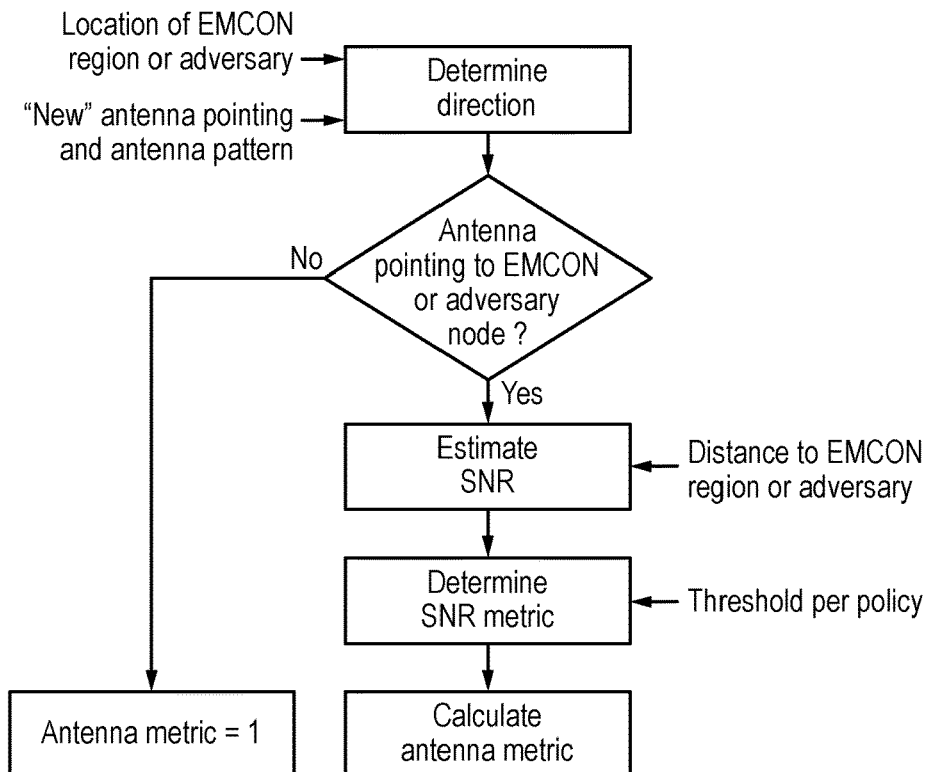 Location of EMCON
region or adversary
Determine
direction
“New” antenna pointing
and antenna pattern
Antenna
pointing to EMCON
or adversary
node ?
No
Yes
Estimate
SNR
Distance to EMCON
region or adversary
Determine
SNR metric
Threshold per policy
Antenna metric = 1
Calculate
antenna metric